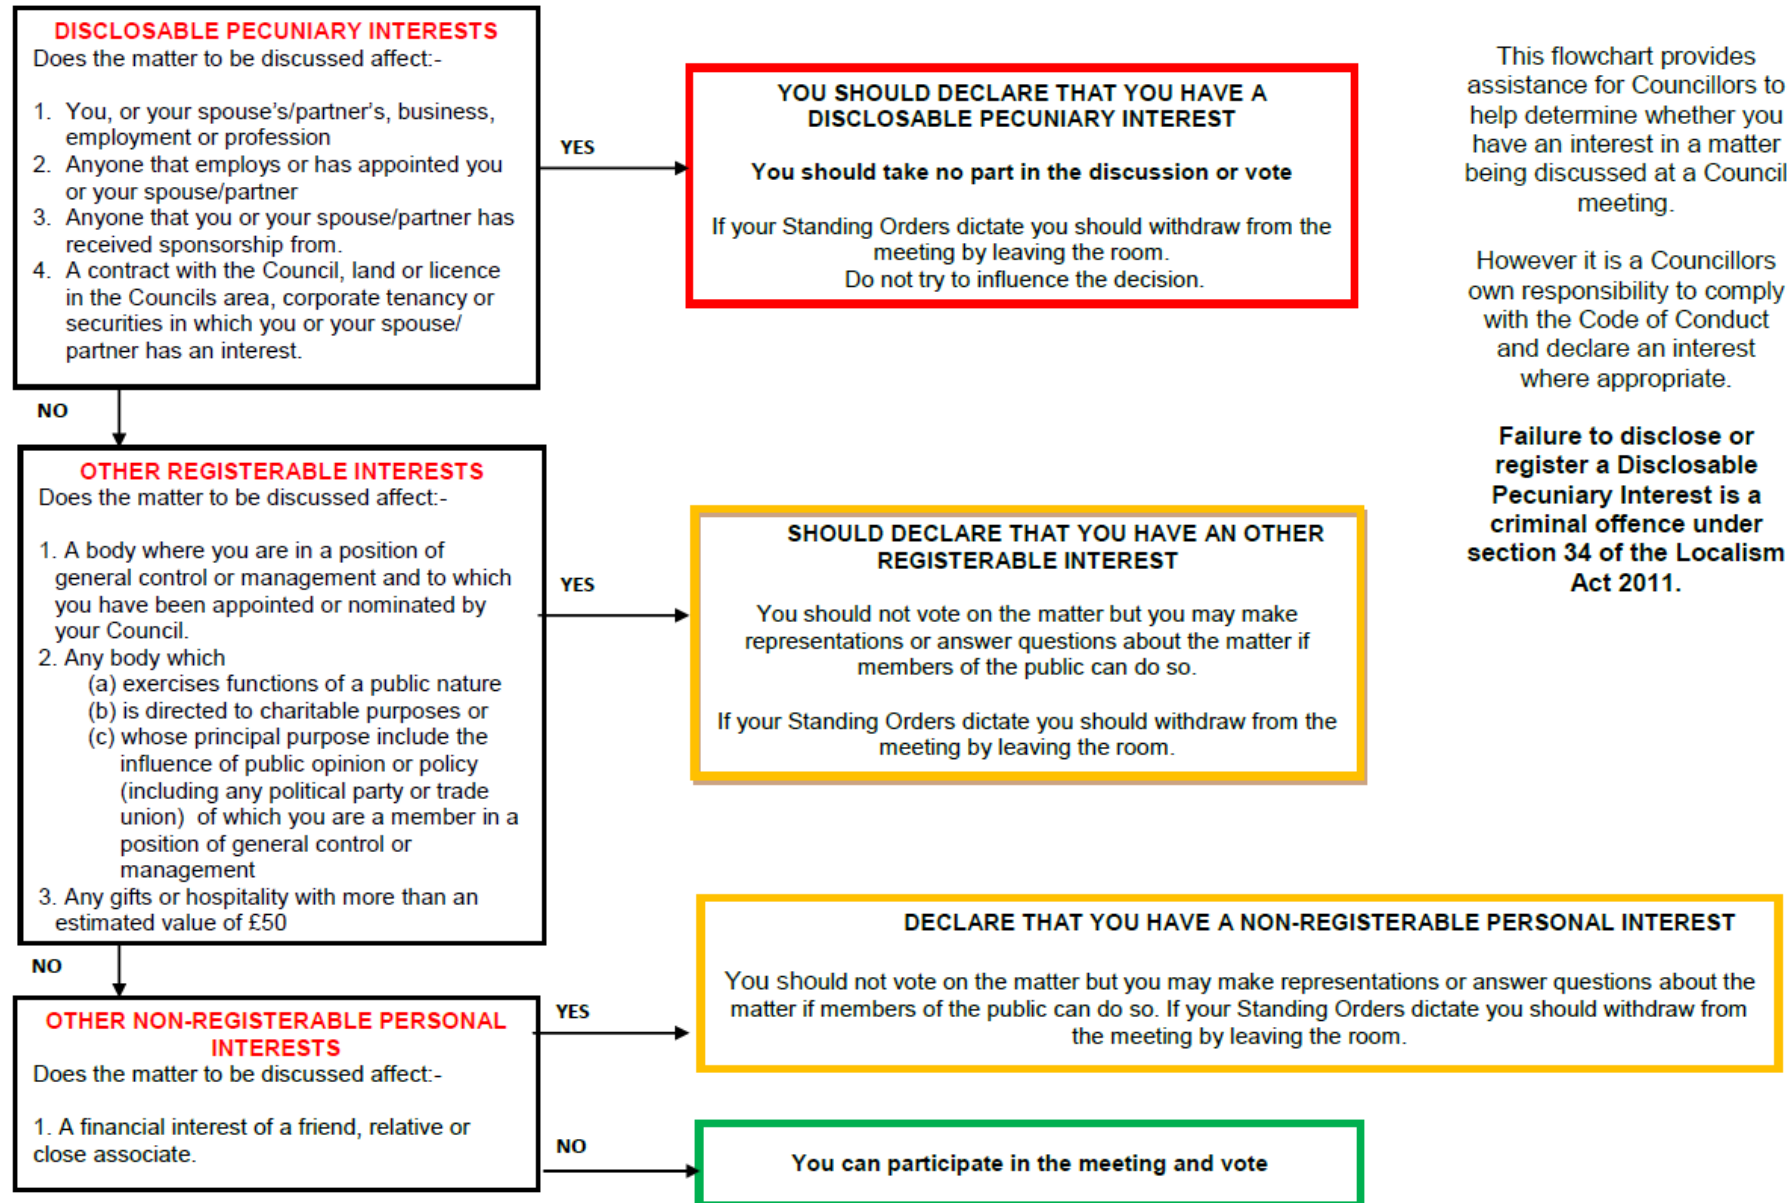 DISCLOSABLE PECUNIARY INTERESTS
Does the matter to be discussed affect:-
1. You, or your spouse's/partner's, business,
employment or profession
2. Anyone that employs or has appointed you
or your spouse/partner
3. Anyone that you or your spouse/partner has
received sponsorship from.
4. A contract with the Council, land or licence
in the Councils area, corporate tenancy or
securities in which you or your spouse/
partner has an interest.
YES
YOU SHOULD DECLARE THAT YOU HAVE A
DISCLOSABLE PECUNIARY INTEREST
You should take no part in the discussion or vote
If your Standing Orders dictate you should withdraw from the
meeting by leaving the room.
Do not try to influence the decision.
This flowchart provides
assistance for Councillors to
help determine whether you
have an interest in a matter
being discussed at a Council
meeting.
However it is a Councillors
own responsibility to comply
with the Code of Conduct
and declare an interest
where appropriate.
Failure to disclose or
register a Disclosable
Pecuniary Interest is a
criminal offence under
section 34 of the Localism
Act 2011.
NO
OTHER REGISTERABLE INTERESTS
Does the matter to be discussed affect:-
1. A body where you are in a position of
general control or management and to which
you have been appointed or nominated by
your Council.
2. Any body which
(a) exercises functions of a public nature
(b) is directed to charitable purposes or
(c) whose principal purpose include the
influence of public opinion or policy
(including any political party or trade
union) of which you are a member in a
position of general control or
management
3. Any gifts or hospitality with more than an
estimated value of £50
YES
SHOULD DECLARE THAT YOU HAVE AN OTHER
REGISTERABLE INTEREST
You should not vote on the matter but you may make
representations or answer questions about the matter if
members of the public can do so.
If your Standing Orders dictate you should withdraw from the
meeting by leaving the room.
NO
OTHER NON-REGISTERABLE PERSONAL
INTERESTS
Does the matter to be discussed affect:-
1. A financial interest of a friend, relative or
close associate.
YES
DECLARE THAT YOU HAVE A NON-REGISTERABLE PERSONAL INTEREST
You should not vote on the matter but you may make representations or answer questions about the
matter if members of the public can do so. If your Standing Orders dictate you should withdraw from
the meeting by leaving the room.
NO
You can participate in the meeting and vote